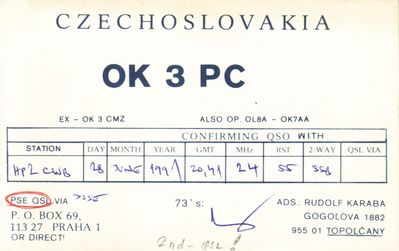 CZECHOSLOVAKIA
OK 3 PC
EX - OK 3 CMZ ALSO OP. OL8A - OK7AA
CONFIRMING QSO WITH
STATION DAY MONTH YEAR GMT MHz RST 2-WAY QSL VIA
HP2CWB 28 JUNE 1991 20,41 24 55 SSB
PSE QSL VIA
P. O. BOX 69,
113 27 PRAHA 1
OR DIRECT!
73's:
ADS: RUDOLF KARABA
GOGOLOVA 1882
955 01 TOPOLČANY
2nd - QSL!